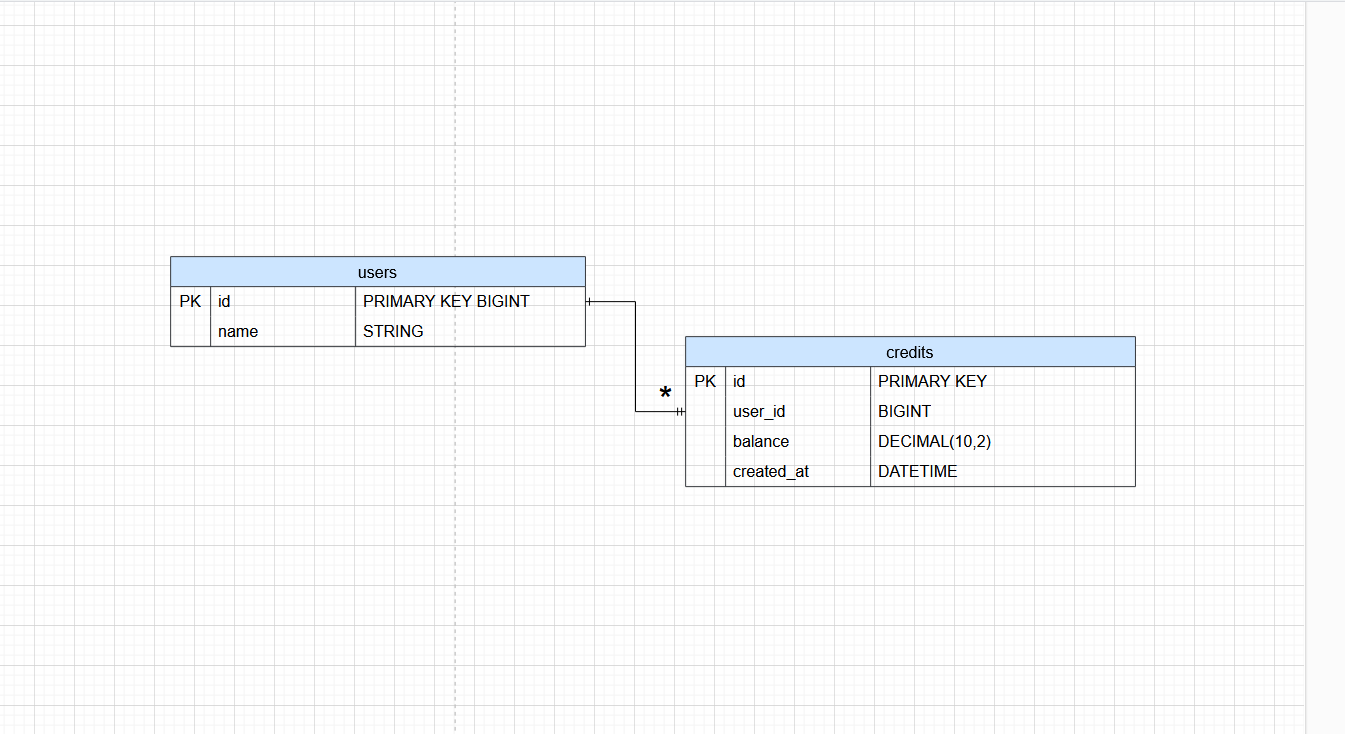 users
PK id PRIMARY KEY BIGINT
name STRING
*
credits
PK id PRIMARY KEY
user_id BIGINT
balance DECIMAL(10,2)
created_at DATETIME